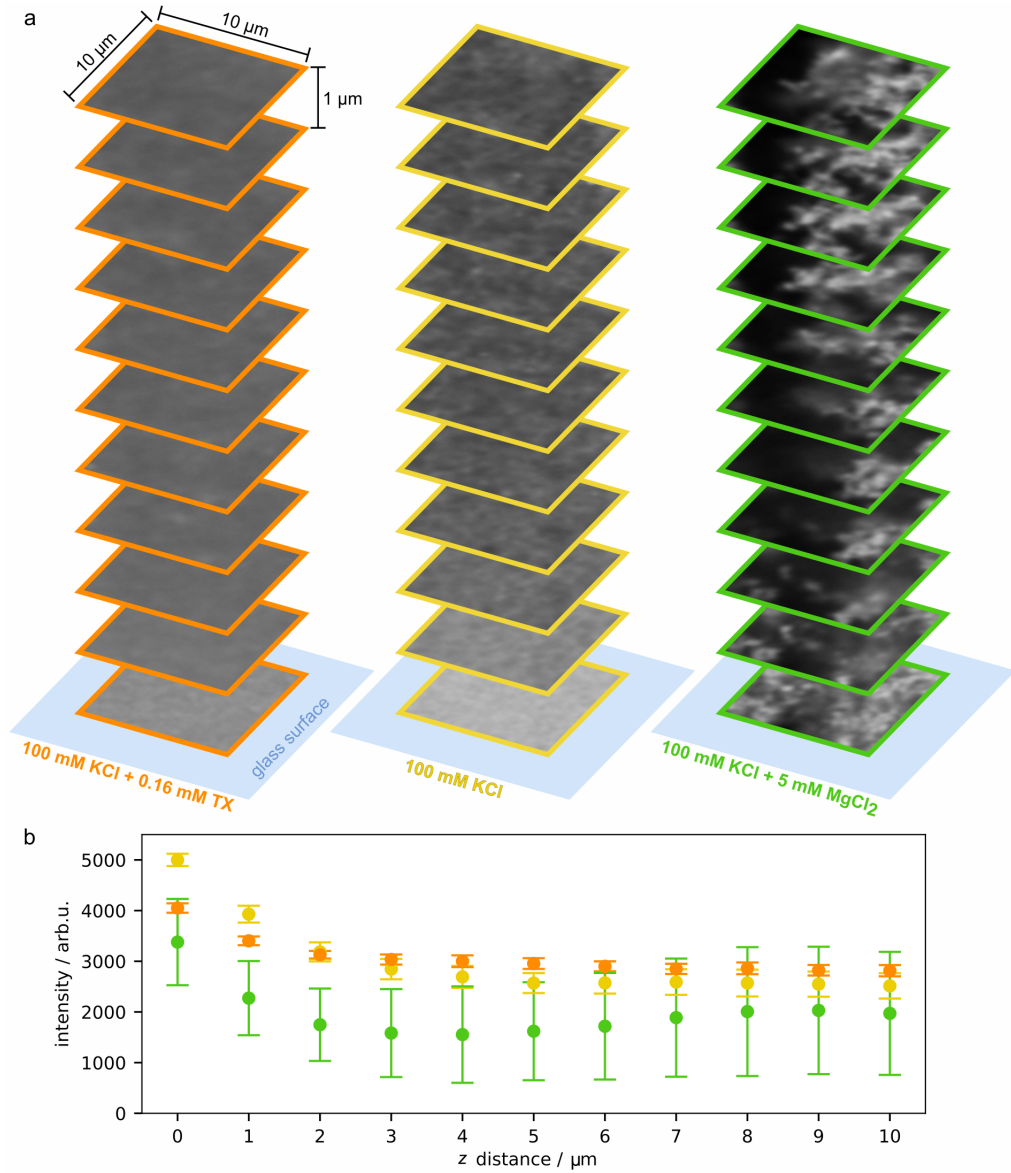 a
10 µm
10 µm
1 µm
glass surface
100 mM KCl + 0.16 mM TX
100 mM KCl
100 mM KCl + 5 mM MgCl2
b
intensity / arb.u.
5000
4000
3000
2000
1000
0
0 1 2 3 4 5 6 7 8 9 10
z distance / µm